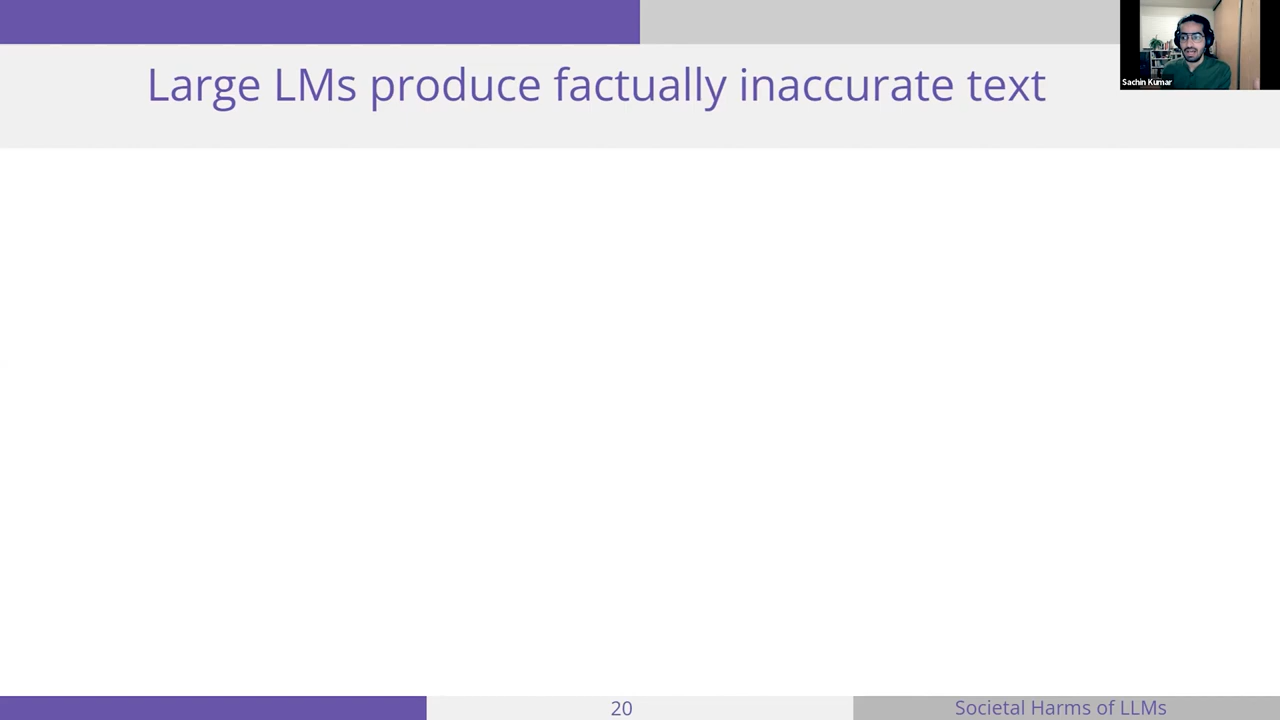 Large LMs produce factually inaccurate text
Sachin Kumar
20
Societal Harms of LLMs